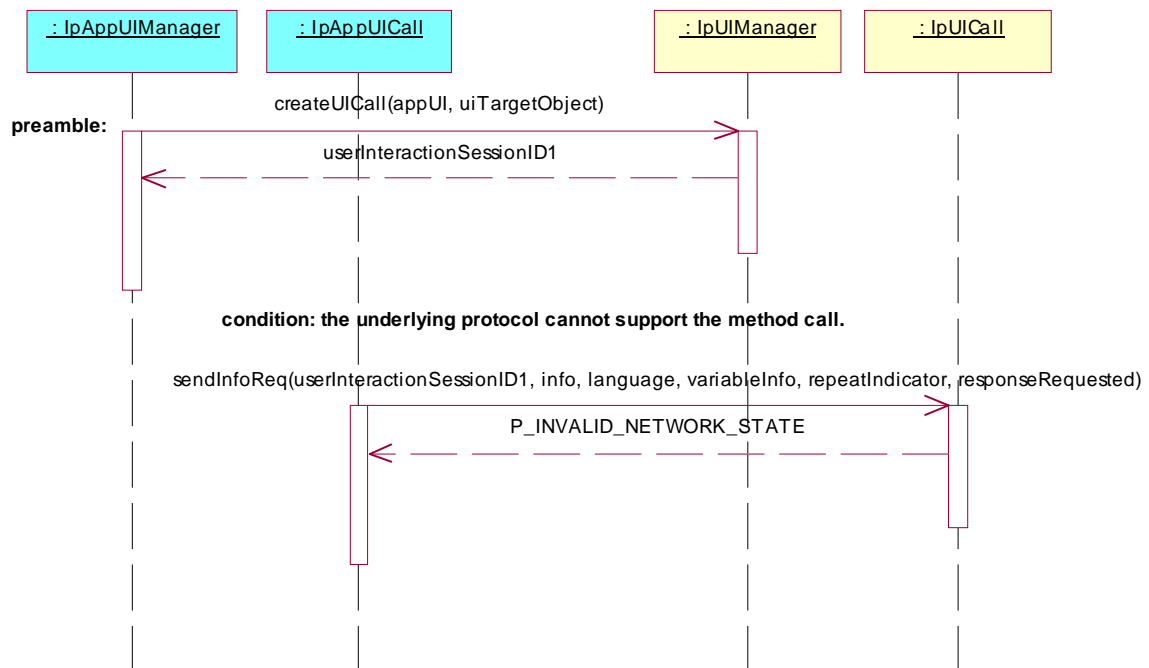 : IpAppUIManager
: IpAppUICall
: IpUIManager
: IpUICall
createUICall(appUI, uiTargetObject)
preamble:
userInteractionSessionID1
condition: the underlying protocol cannot support the method call.
sendInfoReq(userInteractionSessionID1, info, language, variableInfo, repeatIndicator, responseRequested)
P_INVALID_NETWORK_STATE